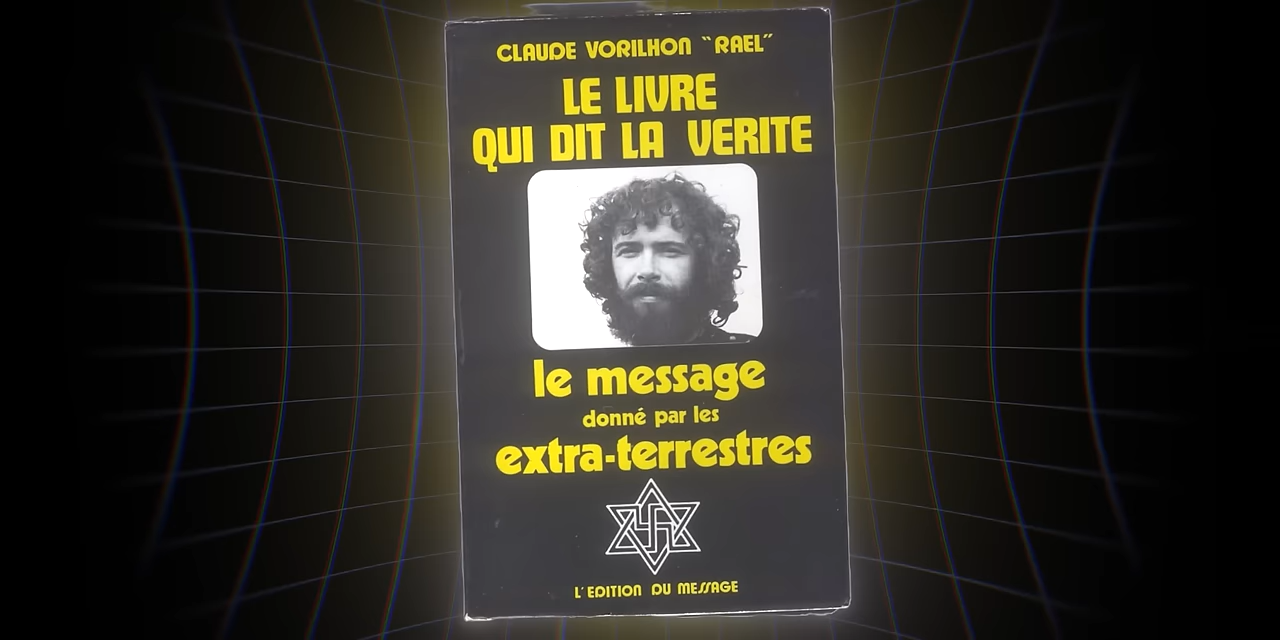 CLAUDE VORILHON "RAEL"
LE LIVRE
QUI DIT LA VERITE
le message
donné par les
extra-terrestres
L'EDITION DU MESSAGE